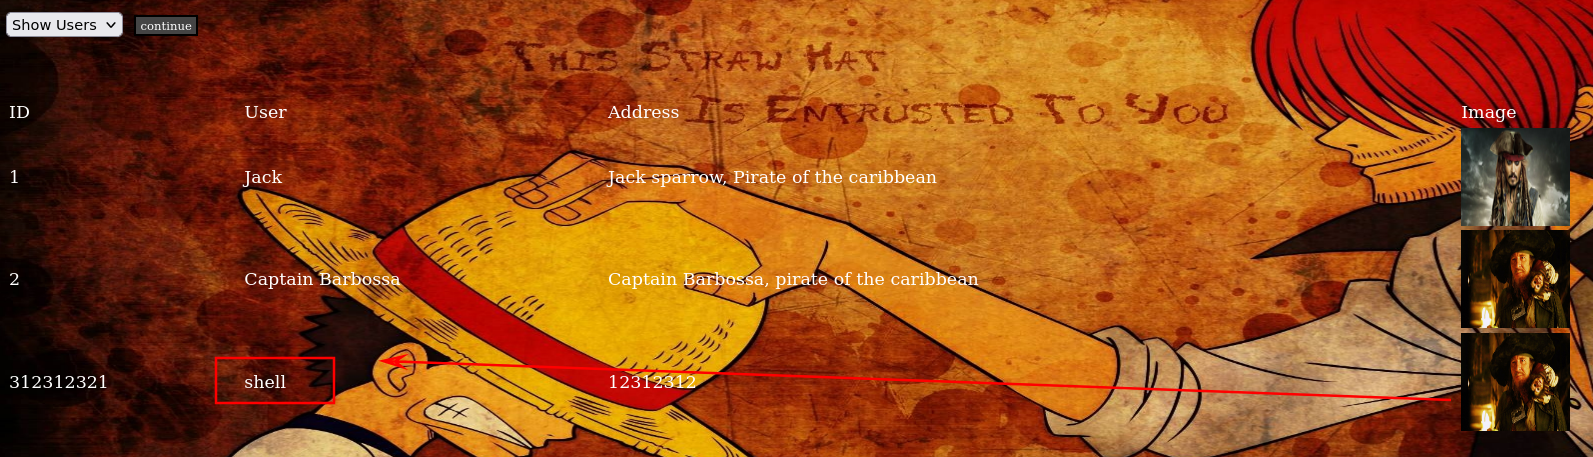 Show Users continue
This Straw Hat
Is Entrusted To You
ID User Address Image
1 Jack Jack sparrow, Pirate of the caribbean
2 Captain Barbossa Captain Barbossa, pirate of the caribbean
312312321 shell 12312312